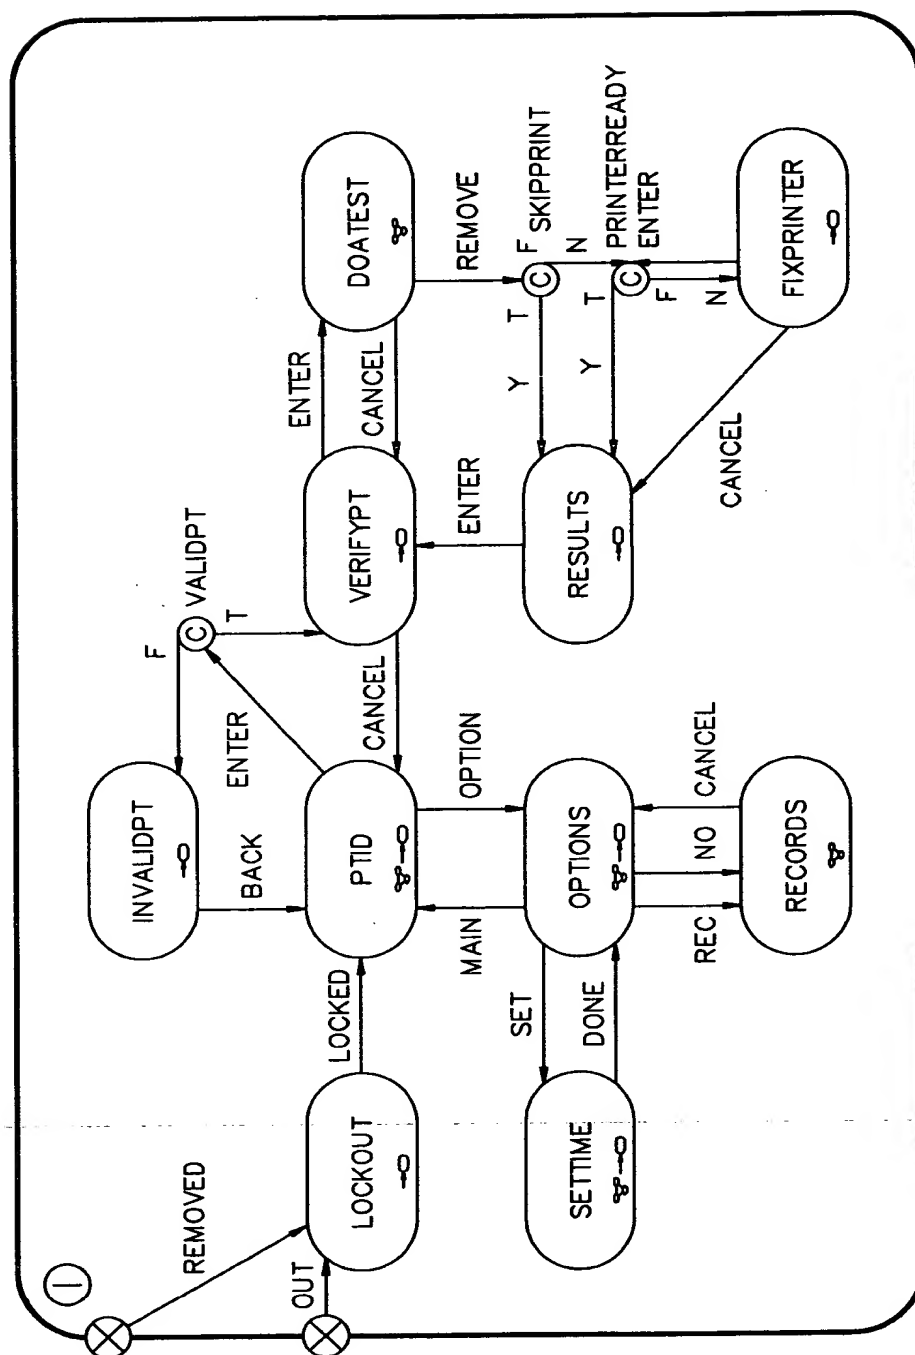 I
REMOVED
INVALIDPT
F
C
VALIDPT
BACK
ENTER
T
OUT
ENTER
LOCKOUT
LOCKED
PTID
CANCEL
VERIFYPT
CANCEL
DOATEST
MAIN
OPTION
ENTER
REMOVE
SET
Y
T
C
F
SKIPPRINT
SETTIME
DONE
OPTIONS
RESULTS
N
Y
T
C
PRINTERREADY
ENTER
F
REC
NO
CANCEL
CANCEL
N
RECORDS
FIXPRINTER